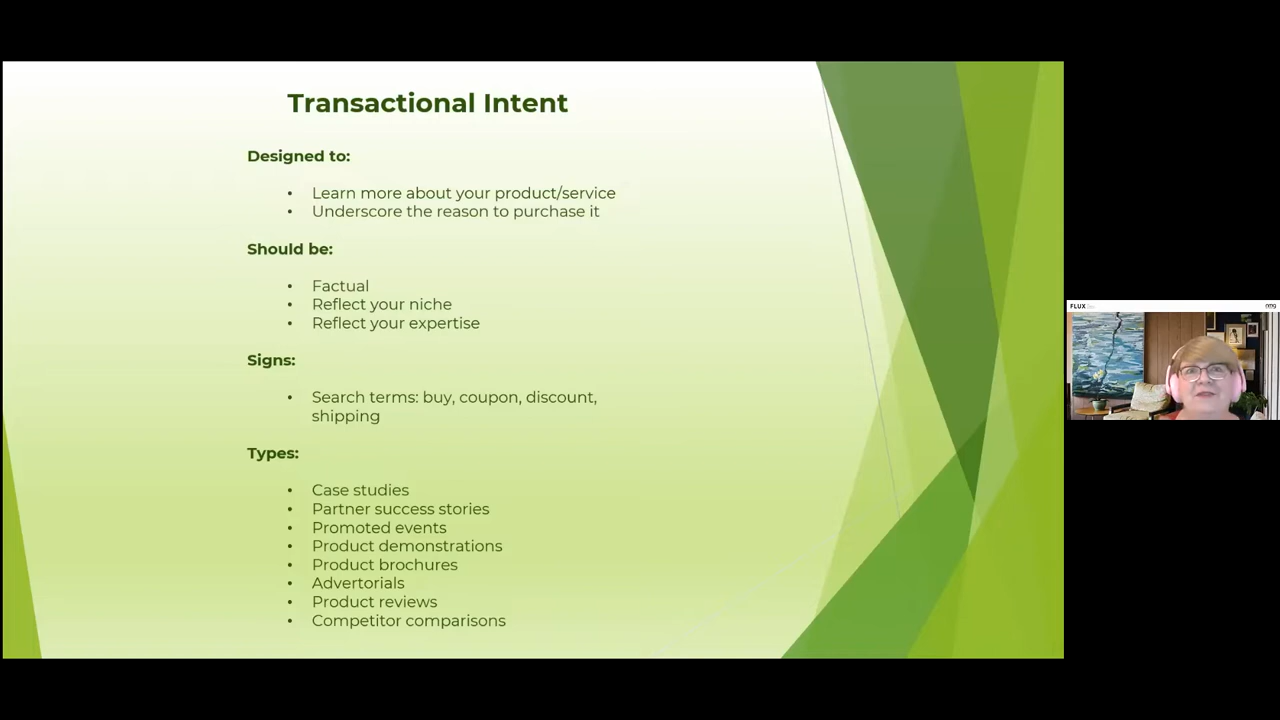 Transactional Intent
Designed to:
• Learn more about your product/service
• Underscore the reason to purchase it
Should be:
• Factual
• Reflect your niche
• Reflect your expertise
Signs:
• Search terms: buy, coupon, discount,
shipping
Types:
• Case studies
• Partner success stories
• Promoted events
• Product demonstrations
• Product brochures
• Advertorials
• Product reviews
• Competitor comparisons
FLUX